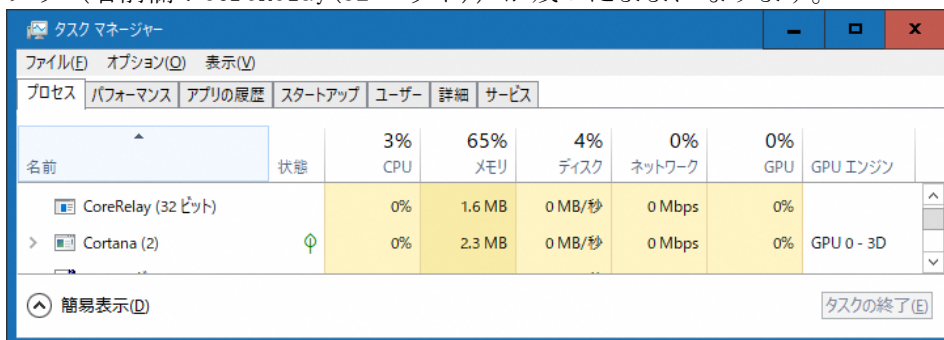 タスク マネージャー
ファイル(F) オプション(O) 表示(V)
プロセス パフォーマンス アプリの履歴 スタートアップ ユーザー 詳細 サービス
3% 65% 4% 0% 0%
名前 状態 CPU メモリ ディスク ネットワーク GPU GPU エンジン
CoreRelay (32 ビット) 0% 1.6 MB 0 MB/秒 0 Mbps 0%
Cortana (2) 0% 2.3 MB 0 MB/秒 0 Mbps 0% GPU 0 - 3D
簡易表示(D) タスクの終了(E)